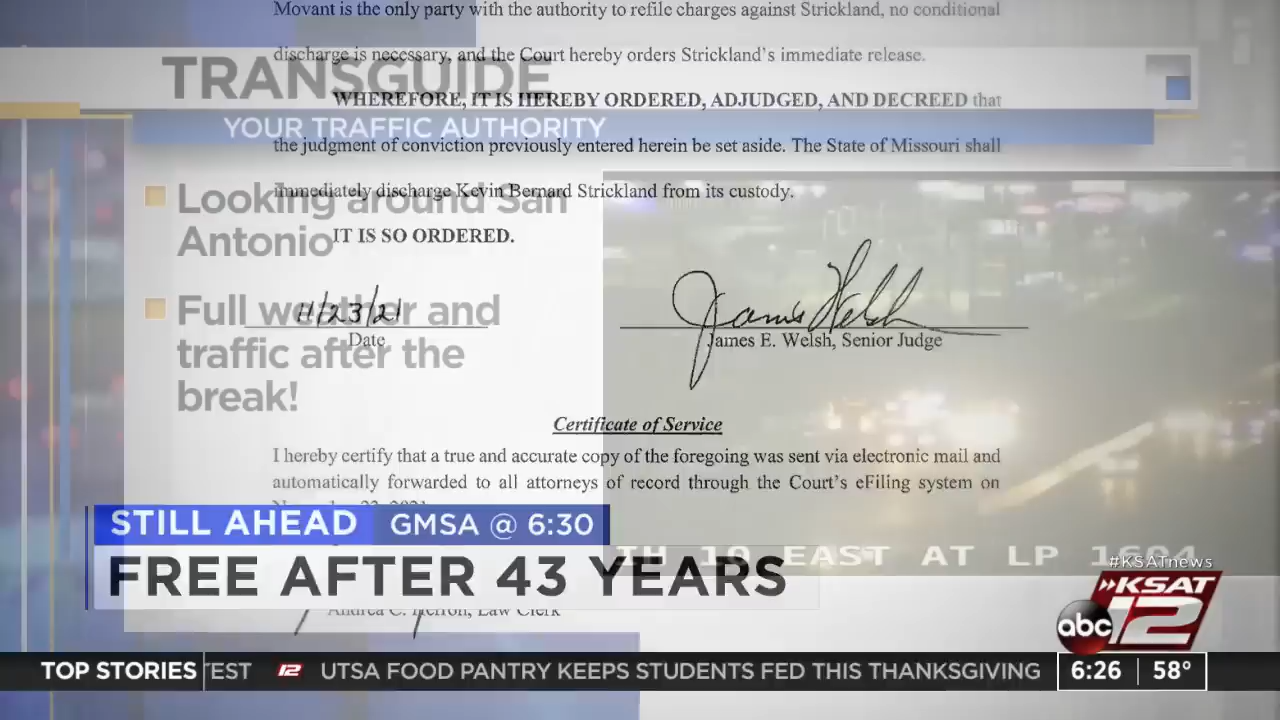 Movant is the only party with the authority to refile charges against Strickland, no conditional
discharge is necessary, and the Court hereby orders Strickland's immediate release.
TRANSGUIDE
WHEREFORE, IT IS HEREBY ORDERED, ADJUDGED, AND DECREED that
YOUR TRAFFIC AUTHORITY
the judgment of conviction previously entered herein be set aside. The State of Missouri shall
immediately discharge Kevin Bernard Strickland from its custody.
Looking around San
Antonio
IT IS SO ORDERED.
Full weather and
traffic after the
break!
11/23/21
Date
James Welsh
James E. Welsh, Senior Judge
Certificate of Service
I hereby certify that a true and accurate copy of the foregoing was sent via electronic mail and
automatically forwarded to all attorneys of record through the Court's eFiling system on
STILL AHEAD GMSA @ 6:30
FREE AFTER 43 YEARS
10 EAST AT LP 1604
Law Clerk
#KSATnews
KSAT
abc 12
TOP STORIES EST 12 UTSA FOOD PANTRY KEEPS STUDENTS FED THIS THANKSGIVING 6:26 58°